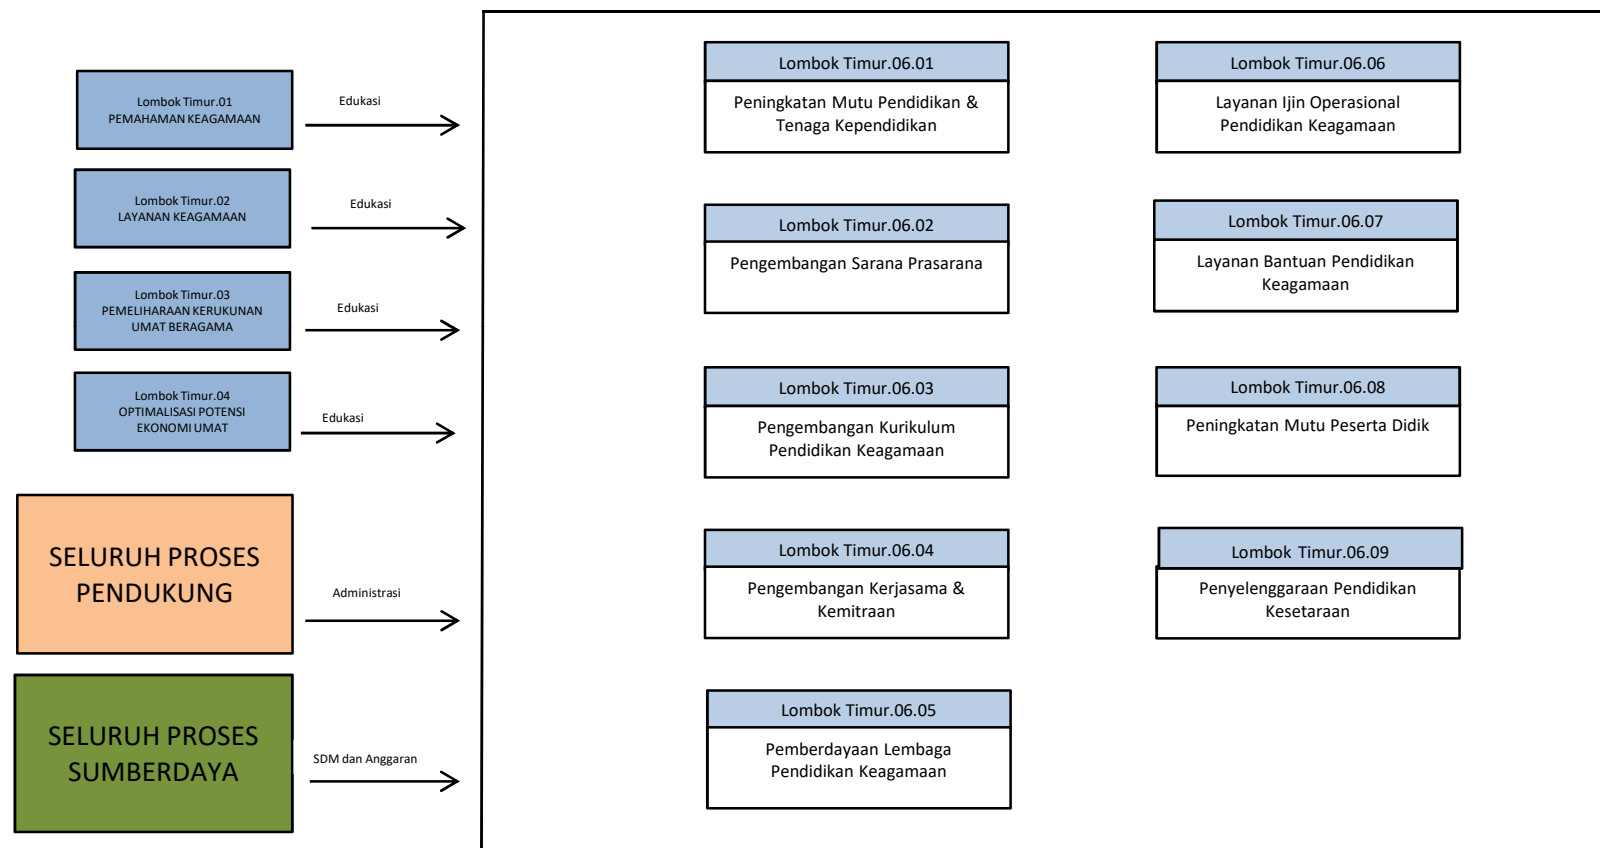 Lombok Timur.01
PEMAHAMAN KEAGAMAAN
Edukasi
Lombok Timur.02
LAYANAN KEAGAMAAN
Edukasi
Lombok Timur.03
PEMELIHARAAN KERUKUNAN
UMAT BERAGAMA
Edukasi
Lombok Timur.04
OPTIMALISASI POTENSI
EKONOMI UMAT
Edukasi
SELURUH PROSES
PENDUKUNG
Administrasi
SELURUH PROSES
SUMBERDAYA
SDM dan Anggaran
Lombok Timur.06.01
Peningkatan Mutu Pendidikan &
Tenaga Kependidikan
Lombok Timur.06.02
Pengembangan Sarana Prasarana
Lombok Timur.06.03
Pengembangan Kurikulum
Pendidikan Keagamaan
Lombok Timur.06.04
Pengembangan Kerjasama &
Kemitraan
Lombok Timur.06.05
Pemberdayaan Lembaga
Pendidikan Keagamaan
Lombok Timur.06.06
Layanan Ijin Operasional
Pendidikan Keagamaan
Lombok Timur.06.07
Layanan Bantuan Pendidikan
Keagamaan
Lombok Timur.06.08
Peningkatan Mutu Peserta Didik
Lombok Timur.06.09
Penyelenggaraan Pendidikan
Kesetaraan